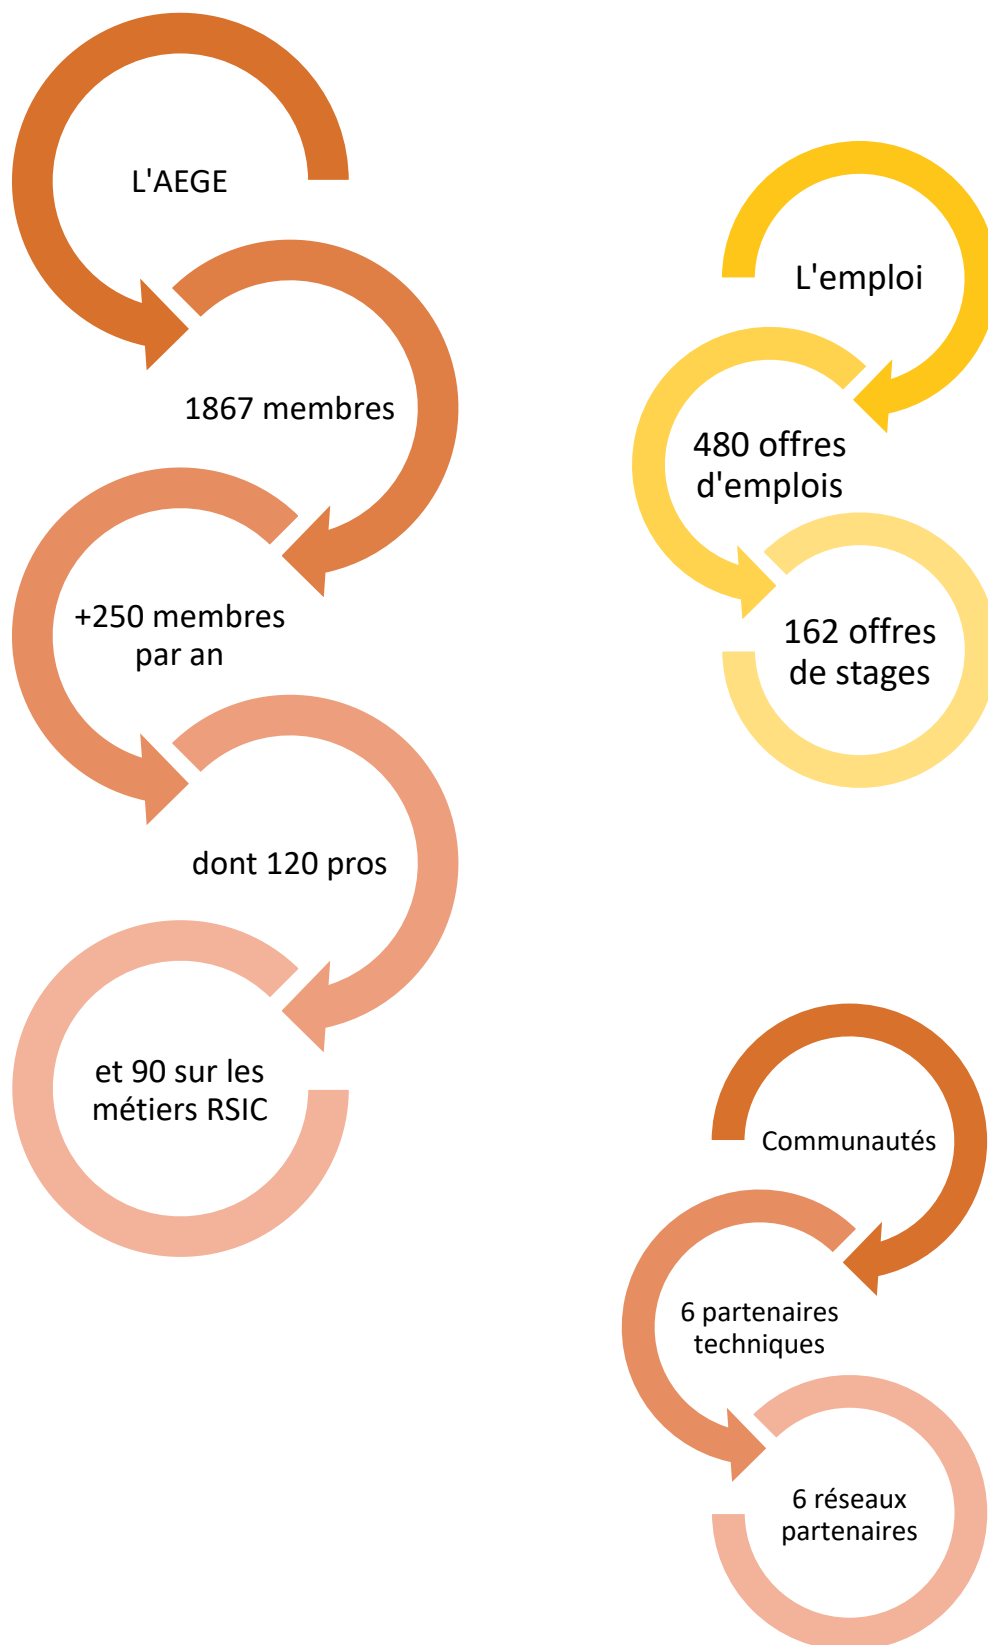 L'AEGE
1867 membres
+250 membres
par an
dont 120 pros
et 90 sur les
métiers RSIC
L'emploi
480 offres
d'emplois
162 offres
de stages
Communautés
6 partenaires
techniques
6 réseaux
partenaires